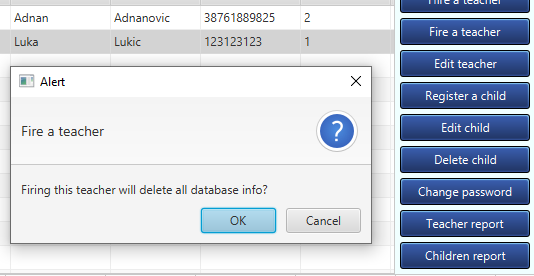 Adnan Adnanovic 38761889825 2
Luka Lukic 123123123 1
Alert
Fire a teacher
Firing this teacher will delete all database info?
OK Cancel
Fire a teacher
Edit teacher
Register a child
Edit child
Delete child
Change password
Teacher report
Children report